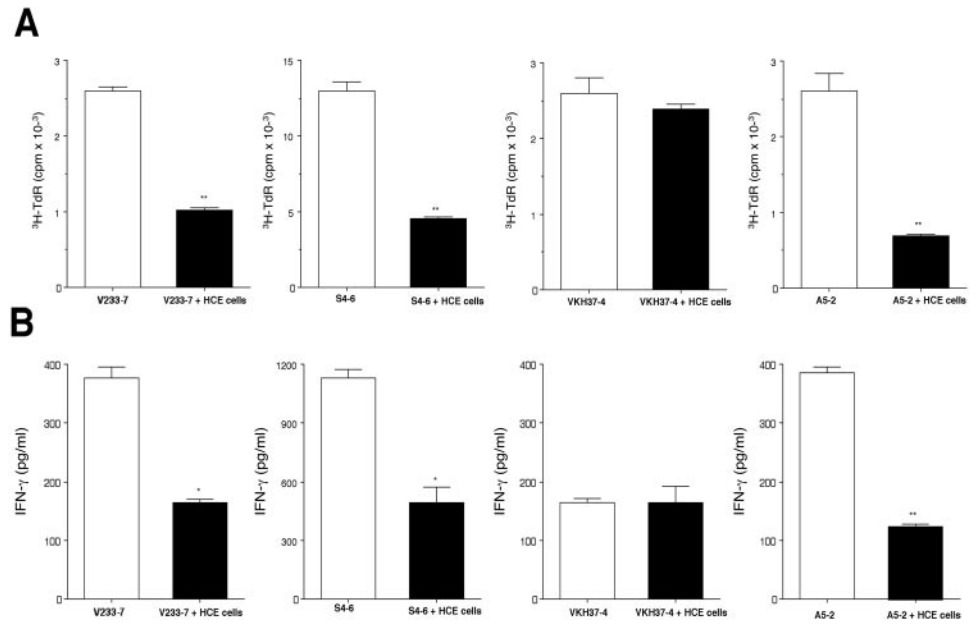 A
³H-TdR (cpm x 10⁻³)
3
2
1
0
V233-7
V233-7 + HCE cells
**
³H-TdR (cpm x 10⁻³)
15
10
5
0
S4-6
S4-6 + HCE cells
**
³H-TdR (cpm x 10⁻³)
3
2
1
0
VKH37-4
VKH37-4 + HCE cells
³H-TdR (cpm x 10⁻³)
3
2
1
0
A5-2
A5-2 + HCE cells
**
B
IFN-γ (pg/ml)
400
300
200
100
0
V233-7
V233-7 + HCE cells
*
IFN-γ (pg/ml)
1200
900
600
300
0
S4-6
S4-6 + HCE cells
*
IFN-γ (pg/ml)
400
300
200
100
0
VKH37-4
VKH37-4 + HCE cells
IFN-γ (pg/ml)
400
300
200
100
0
A5-2
A5-2 + HCE cells
**